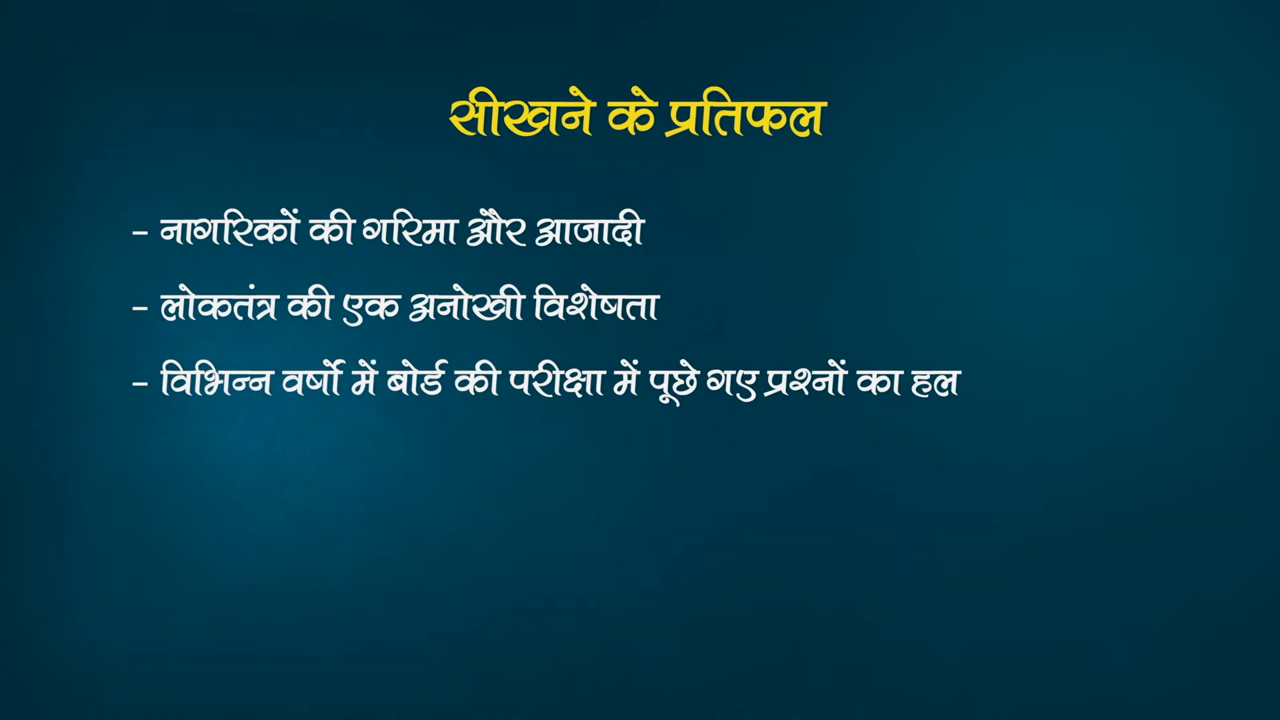 सीखने के प्रतिफल
- नागरिकों की गरिमा और आजादी
- लोकतंत्र की एक अनोखी विशेषता
- विभिन्न वर्षों में बोर्ड की परीक्षा में पूछे गए प्रश्नों का हल